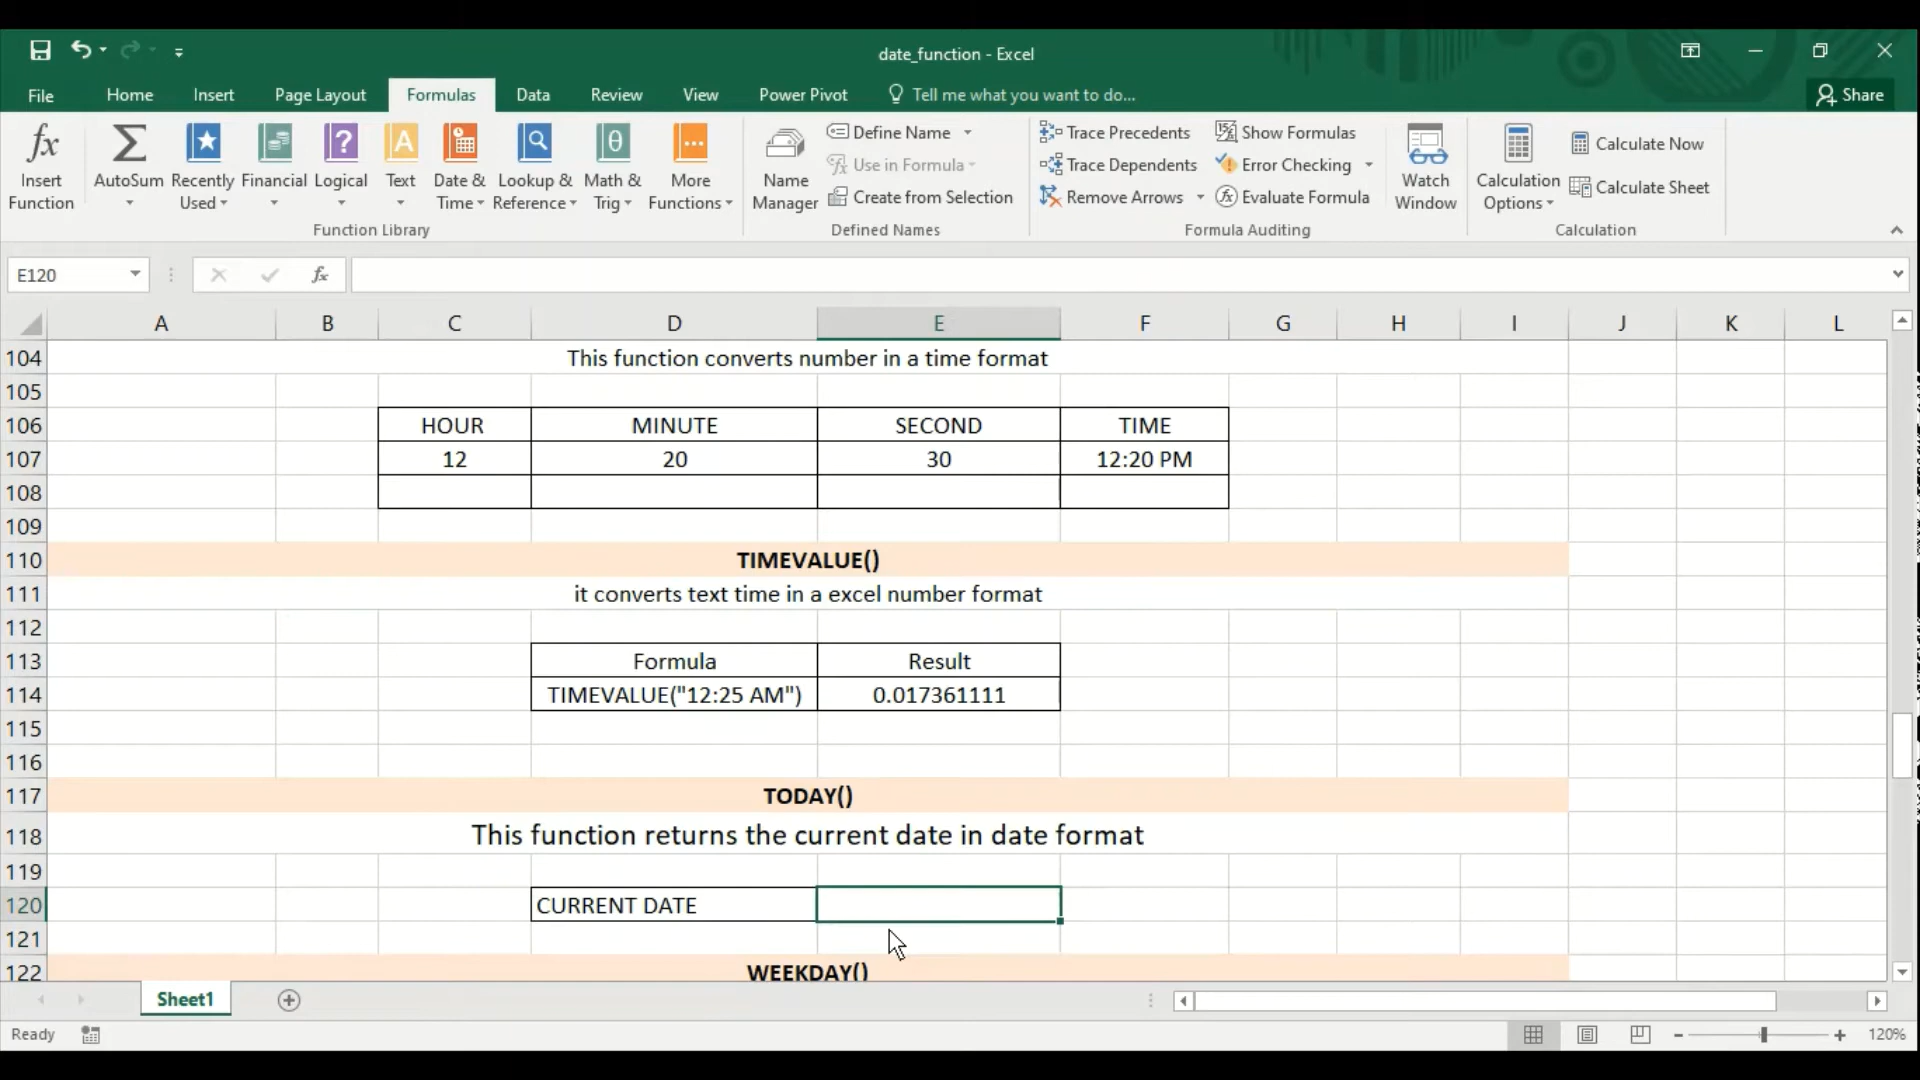 date_function - Excel
File Home Insert Page Layout Formulas Data Review View Power Pivot Tell me what you want to do... Share
fx Insert Function
AutoSum
Recently Used
Financial
Logical
Text
Date & Time
Lookup & Reference
Math & Trig
More Functions
Function Library
Name Manager
Define Name
Use in Formula
Create from Selection
Defined Names
Trace Precedents
Trace Dependents
Remove Arrows
Show Formulas
Error Checking
Evaluate Formula
Watch Window
Formula Auditing
Calculation Options
Calculate Now
Calculate Sheet
Calculation
E120 fx
A B C D E F G H I J K L
104 This function converts number in a time format
105
106 HOUR MINUTE SECOND TIME
107 12 20 30 12:20 PM
108
109
110 TIMEVALUE()
111 it converts text time in a excel number format
112
113 Formula Result
114 TIMEVALUE("12:25 AM") 0.017361111
115
116
117 TODAY()
118 This function returns the current date in date format
119
120 CURRENT DATE
121
122 WEEKDAY()
Sheet1
Ready 120%